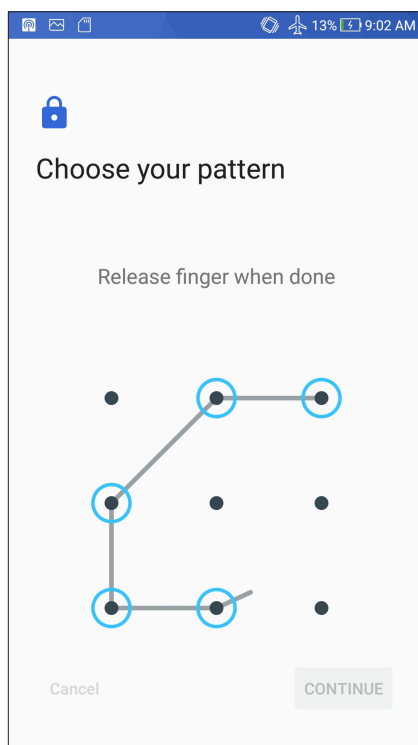 13% 9:02 AM
Choose your pattern
Release finger when done
Cancel
CONTINUE